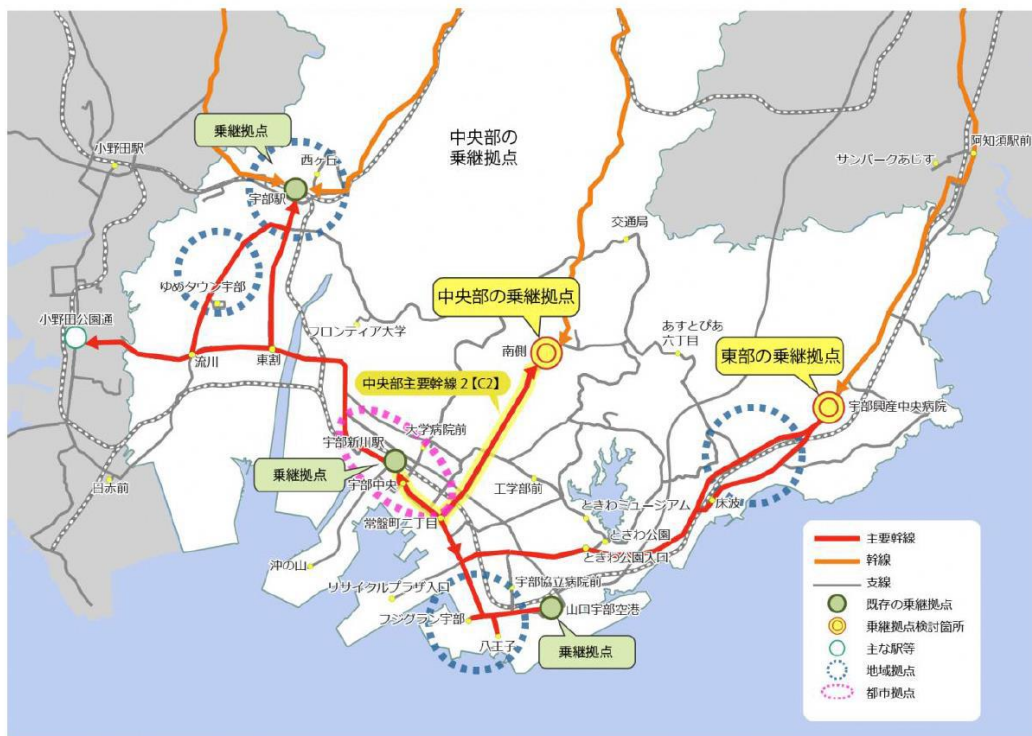 中央部の
乗継拠点
乗継拠点
小野田駅
西ヶ丘
宇部駅
阿知須駅前
サンパークあじす
交通局
ゆめタウン宇部
中央部の乗継拠点
小野田公園通
フロンティア大学
南側
あすとぴあ
六丁目
東部の乗継拠点
流川
東割
中央部主要幹線2【C2】
宇部興産中央病院
大学病院前
宇部新川駅
乗継拠点
宇部中央
工学部前
日赤前
ときわミュージアム
床波
常盤町二丁目
ときわ公園
ときわ公園入口
沖の山
リサイクルプラザ入口
宇部協立病院前
フジグラン宇部
山口宇部空港
八王子
乗継拠点
主要幹線
幹線
支線
既存の乗継拠点
乗継拠点検討箇所
主な駅等
地域拠点
都市拠点